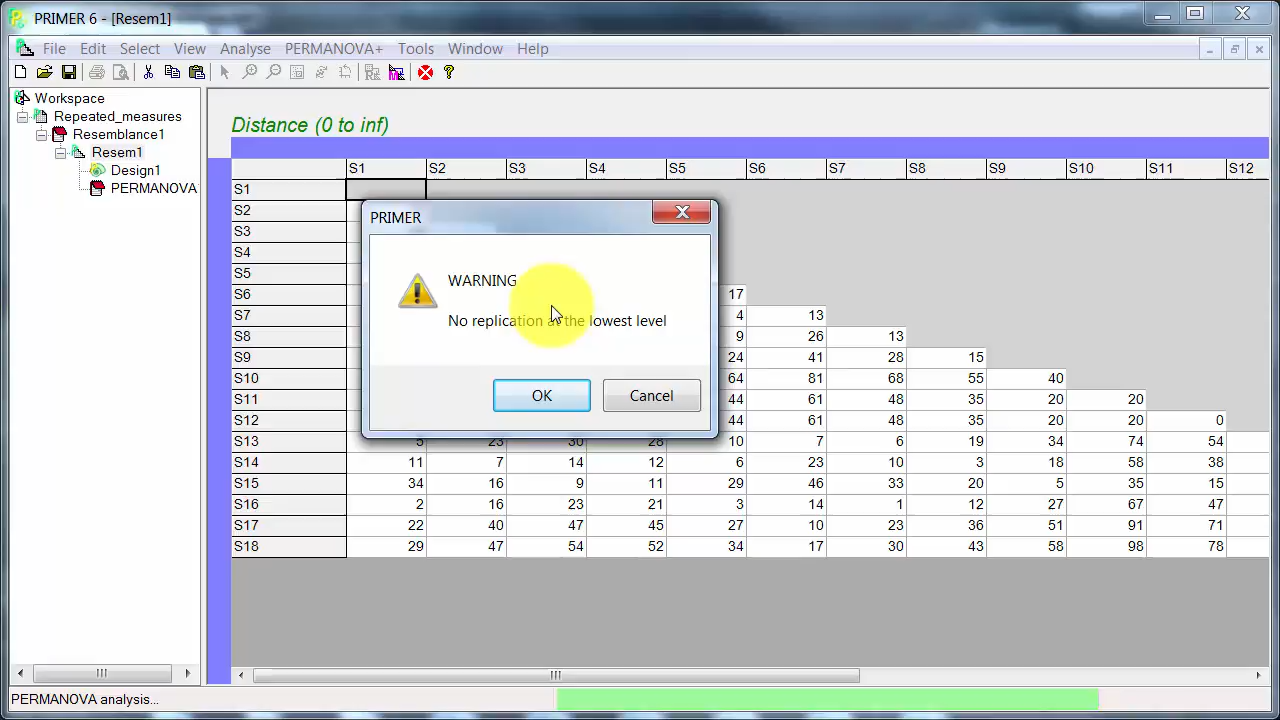 PRIMER 6 - [Resem1]
File Edit Select View Analyse PERMANOVA+ Tools Window Help
Workspace
Repeated_measures
Resemblance1
Resem1
Design1
PERMANOVA
Distance (0 to inf)
S1 S2 S3 S4 S5 S6 S7 S8 S9 S10 S11 S12
S1
S2
S3
S4
S5
S6 17
S7 4 13
S8 9 26 13
S9 24 41 28 15
S10 64 81 68 55 40
S11 44 61 48 35 20 20
S12 44 61 48 35 20 20 0
S13 5 23 30 28 10 7 6 19 34 74 54
S14 11 7 14 12 6 23 10 3 18 58 38
S15 34 16 9 11 29 46 33 20 5 35 15
S16 2 16 23 21 3 14 1 12 27 67 47
S17 22 40 47 45 27 10 23 36 51 91 71
S18 29 47 54 52 34 17 30 43 58 98 78
PRIMER
WARNING
No replication at the lowest level
OK Cancel
PERMANOVA analysis...